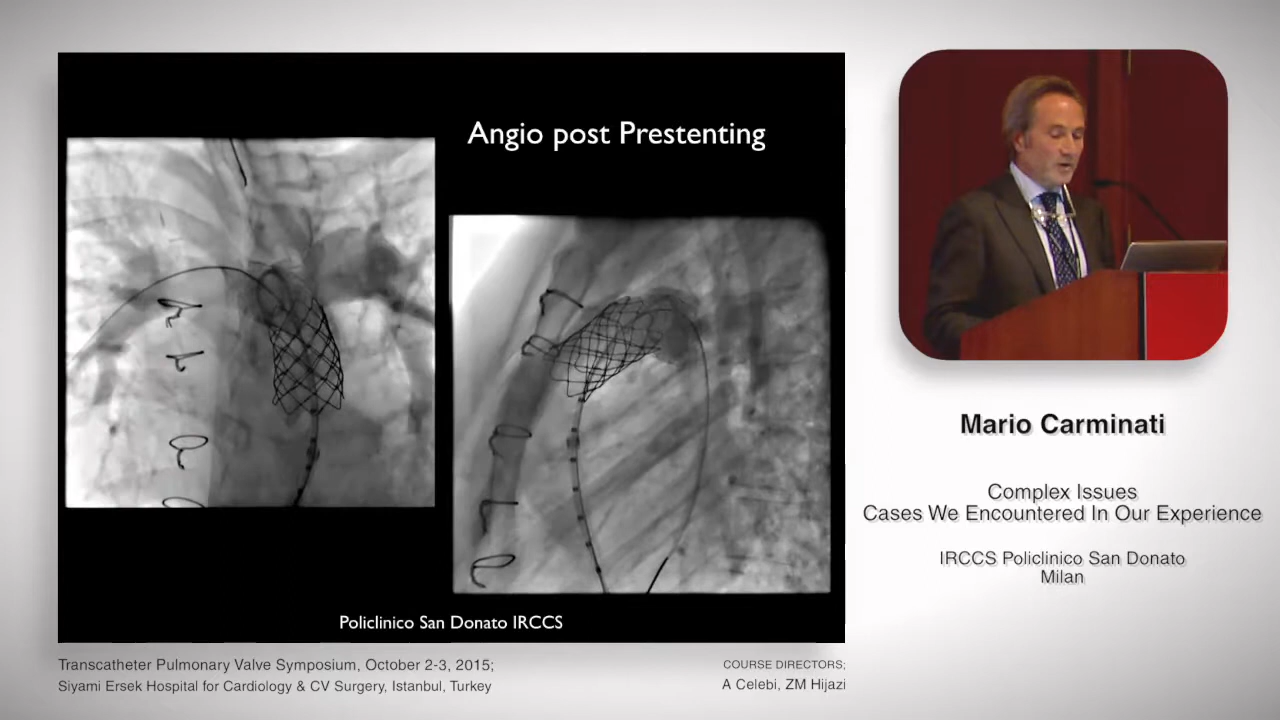 Angio post Prestenting
Policlinico San Donato IRCCS
Mario Carminati
Complex Issues
Cases We Encountered In Our Experience
IRCCS Policlinico San Donato
Milan
Transcatheter Pulmonary Valve Symposium, October 2-3, 2015;
Siyami Ersek Hospital for Cardiology & CV Surgery, Istanbul, Turkey
COURSE DIRECTORS;
A Celebi, ZM Hijazi